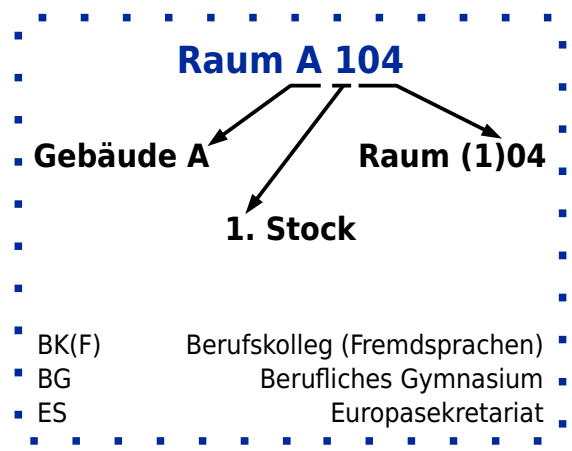 Raum A 104
Gebäude A Raum (1)04
1. Stock
BK(F) Berufskolleg (Fremdsprachen)
BG Berufliches Gymnasium
ES Europasekretariat